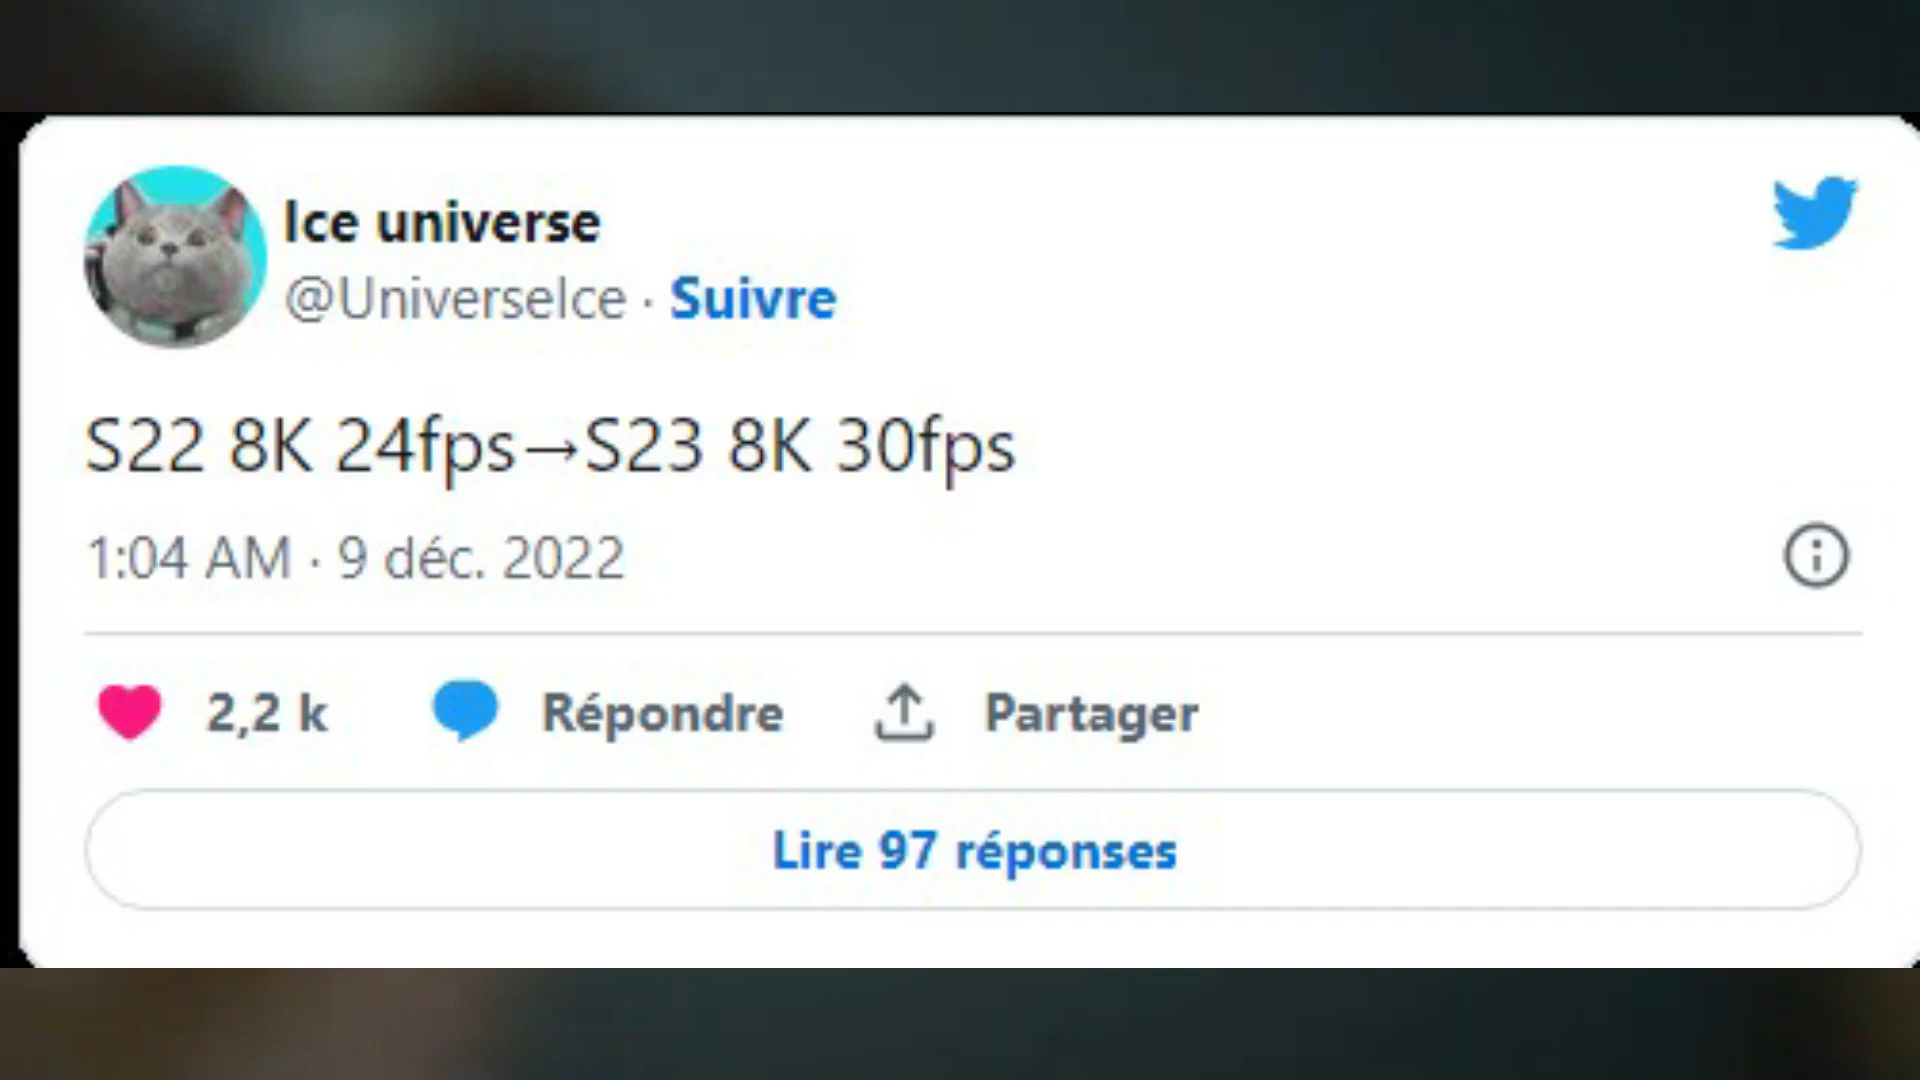 Ice universe
@UniverseIce · Suivre
S22 8K 24fps→S23 8K 30fps
1:04 AM · 9 déc. 2022
2,2 k Répondre Partager
Lire 97 réponses